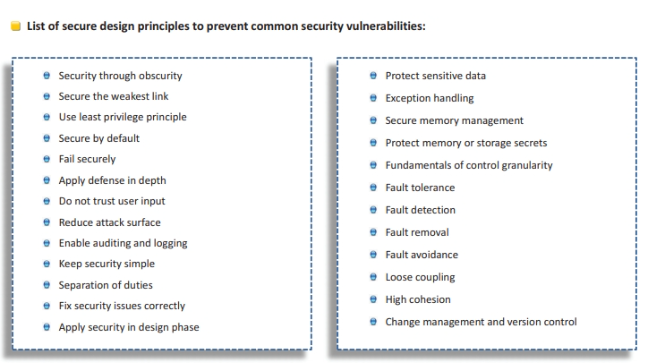 List of secure design principles to prevent common security vulnerabilities:
Security through obscurity
Secure the weakest link
Use least privilege principle
Secure by default
Fail securely
Apply defense in depth
Do not trust user input
Reduce attack surface
Enable auditing and logging
Keep security simple
Separation of duties
Fix security issues correctly
Apply security in design phase
Protect sensitive data
Exception handling
Secure memory management
Protect memory or storage secrets
Fundamentals of control granularity
Fault tolerance
Fault detection
Fault removal
Fault avoidance
Loose coupling
High cohesion
Change management and version control